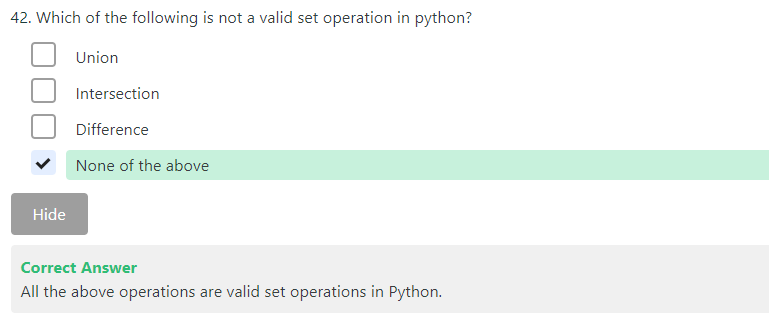 42. Which of the following is not a valid set operation in python?
Union
Intersection
Difference
None of the above
Hide
Correct Answer
All the above operations are valid set operations in Python.